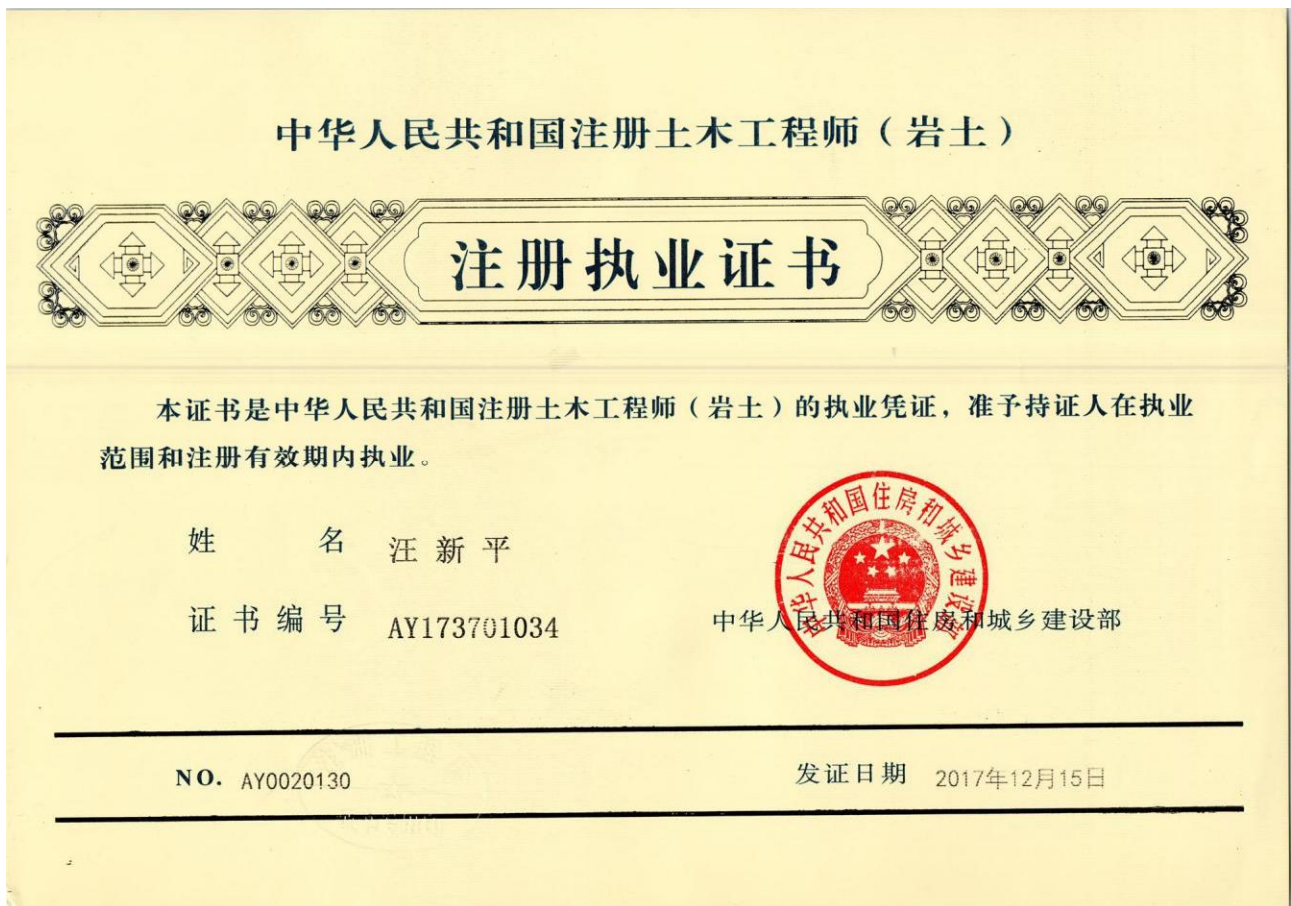 中华人民共和国注册土木工程师（岩土）
注册执业证书
本证书是中华人民共和国注册土木工程师（岩土）的执业凭证，准予持证人在执业
范围和注册有效期内执业。
姓 名 汪新平
证书编号 AY173701034
中华人民共和国住房和城乡建设部
中华人民共和国住房和城乡建设部
NO. AY0020130
发证日期 2017年12月15日